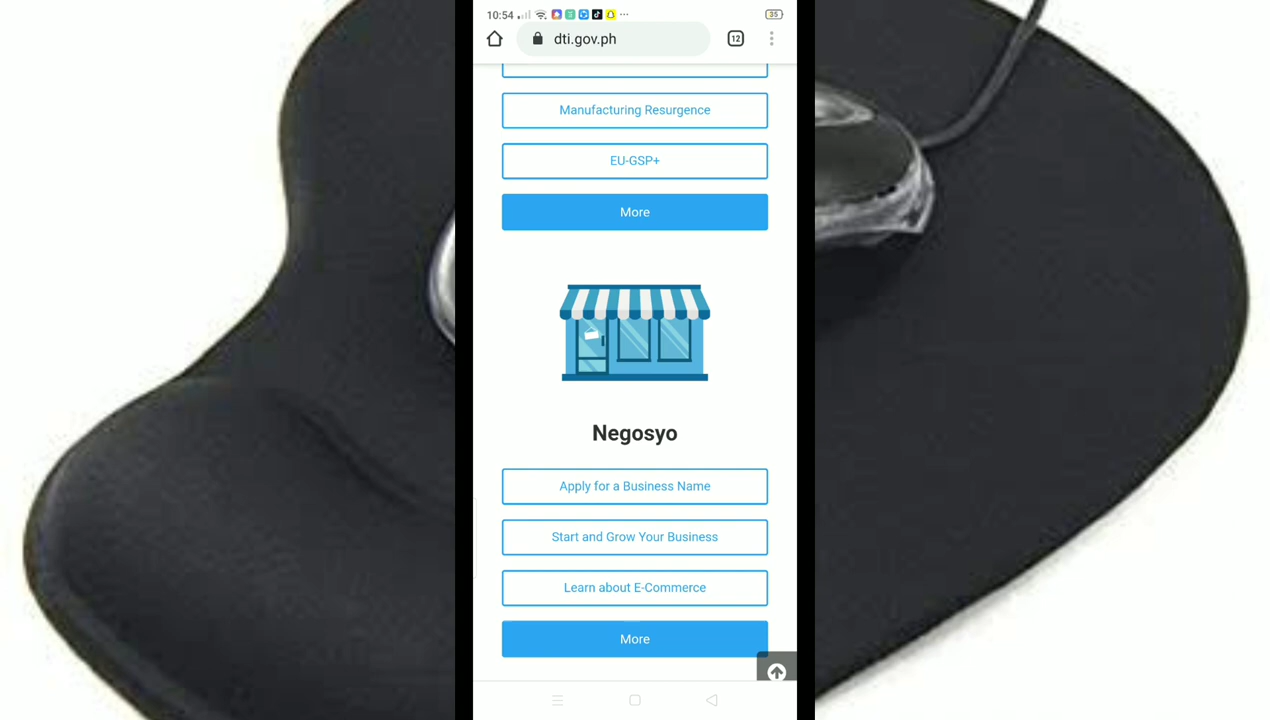 10:54
35
dti.gov.ph
12
Manufacturing Resurgence
EU-GSP+
More
Negosyo
Apply for a Business Name
Start and Grow Your Business
Learn about E-Commerce
More